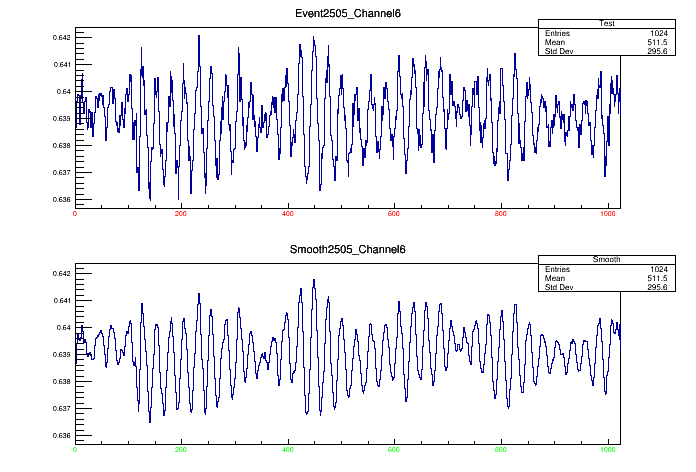 Event2505_Channel6
Test
Entries 1024
Mean 511.5
Std Dev 295.6
0.642
0.641
0.64
0.639
0.638
0.637
0.636
0 200 400 600 800 1000
Smooth2505_Channel6
Smooth
Entries 1024
Mean 511.5
Std Dev 295.6
0.642
0.641
0.64
0.639
0.638
0.637
0.636
0 200 400 600 800 1000